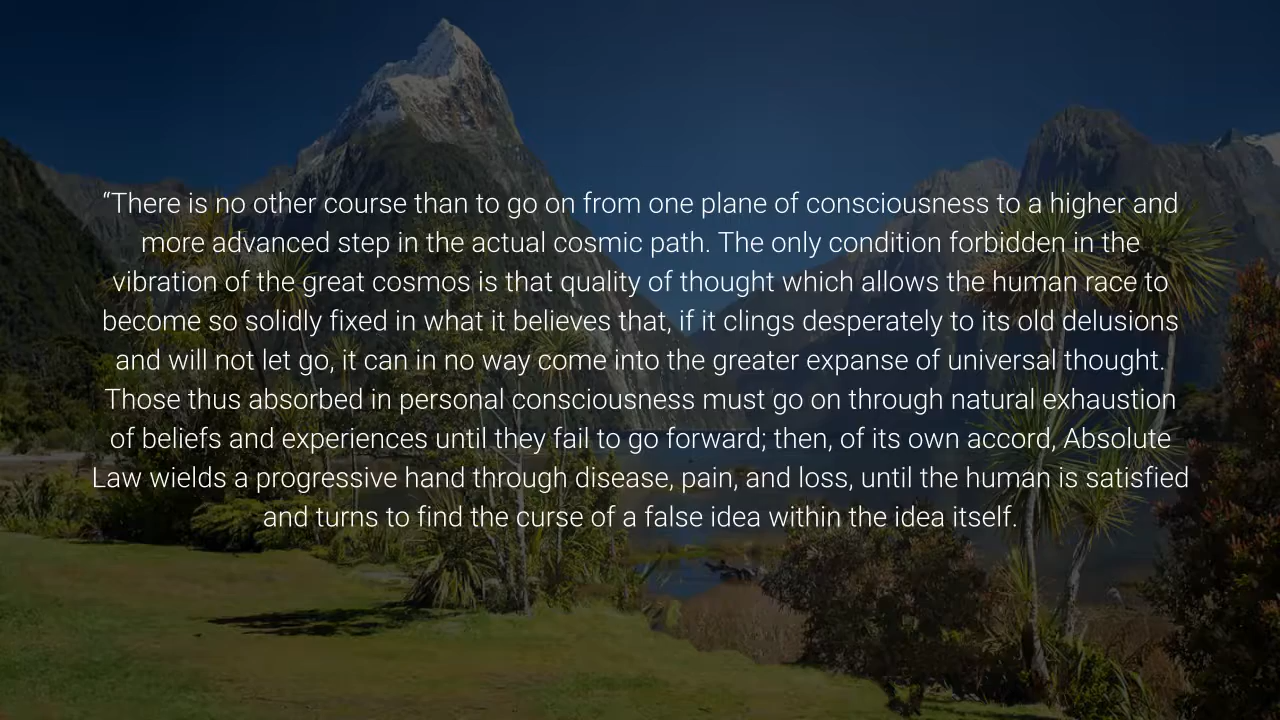 “There is no other course than to go on from one plane of consciousness to a higher and
more advanced step in the actual cosmic path. The only condition forbidden in the
vibration of the great cosmos is that quality of thought which allows the human race to
become so solidly fixed in what it believes that, if it clings desperately to its old delusions
and will not let go, it can in no way come into the greater expanse of universal thought.
Those thus absorbed in personal consciousness must go on through natural exhaustion
of beliefs and experiences until they fail to go forward; then, of its own accord, Absolute
Law wields a progressive hand through disease, pain, and loss, until the human is satisfied
and turns to find the curse of a false idea within the idea itself.